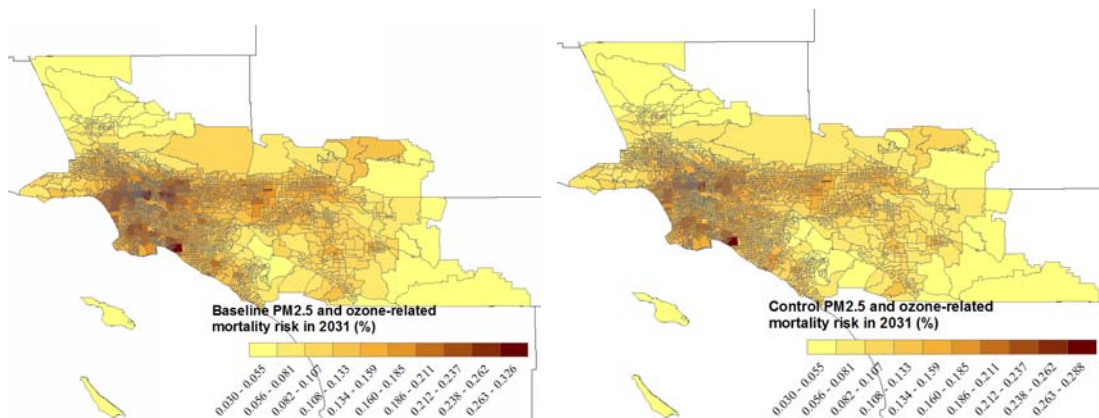 Baseline PM2.5 and ozone-related
mortality risk in 2031 (%)
0.030 - 0.055
0.056 - 0.081
0.082 - 0.107
0.108 - 0.133
0.134 - 0.159
0.160 - 0.185
0.186 - 0.211
0.212 - 0.237
0.238 - 0.262
0.263 - 0.326
Control PM2.5 and ozone-related
mortality risk in 2031 (%)
0.030 - 0.055
0.056 - 0.081
0.082 - 0.107
0.108 - 0.133
0.134 - 0.159
0.160 - 0.185
0.186 - 0.211
0.212 - 0.237
0.238 - 0.262
0.263 - 0.288